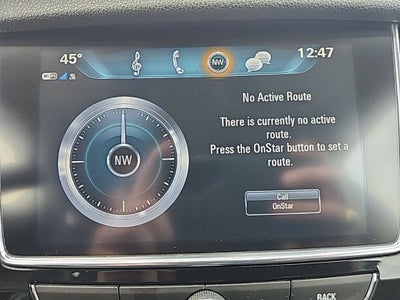 45°
NW
12:47
No Active Route
There is currently no active
route.
Press the OnStar button to set a
route.
NW
Call
OnStar
BACK